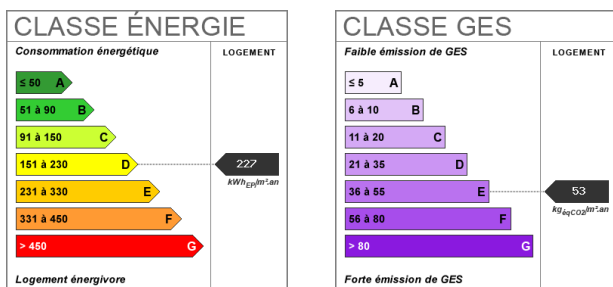 CLASSE ÉNERGIE
Consommation énergétique
LOGEMENT
≤ 50 A
51 à 90 B
91 à 150 C
151 à 230 D
227
kWhEP/m².an
231 à 330 E
331 à 450 F
> 450 G
Logement énergivore
CLASSE GES
Faible émission de GES
LOGEMENT
≤ 5 A
6 à 10 B
11 à 20 C
21 à 35 D
36 à 55 E
53
kgéqCO2/m².an
56 à 80 F
> 80 G
Forte émission de GES